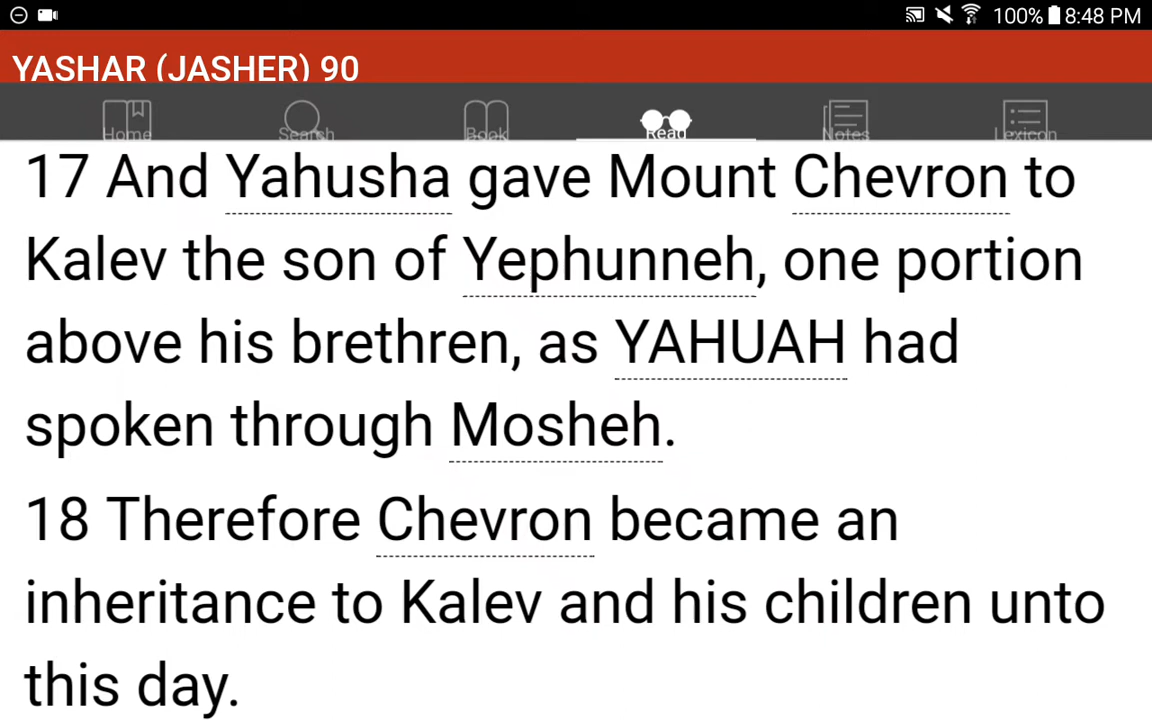 100% 8:48 PM
YASHAR (JASHER) 90
Home Search Book Read Notes Lexicon
17 And Yahusha gave Mount Chevron to
Kalev the son of Yephunneh, one portion
above his brethren, as YAHUAH had
spoken through Mosheh.
18 Therefore Chevron became an
inheritance to Kalev and his children unto
this day.